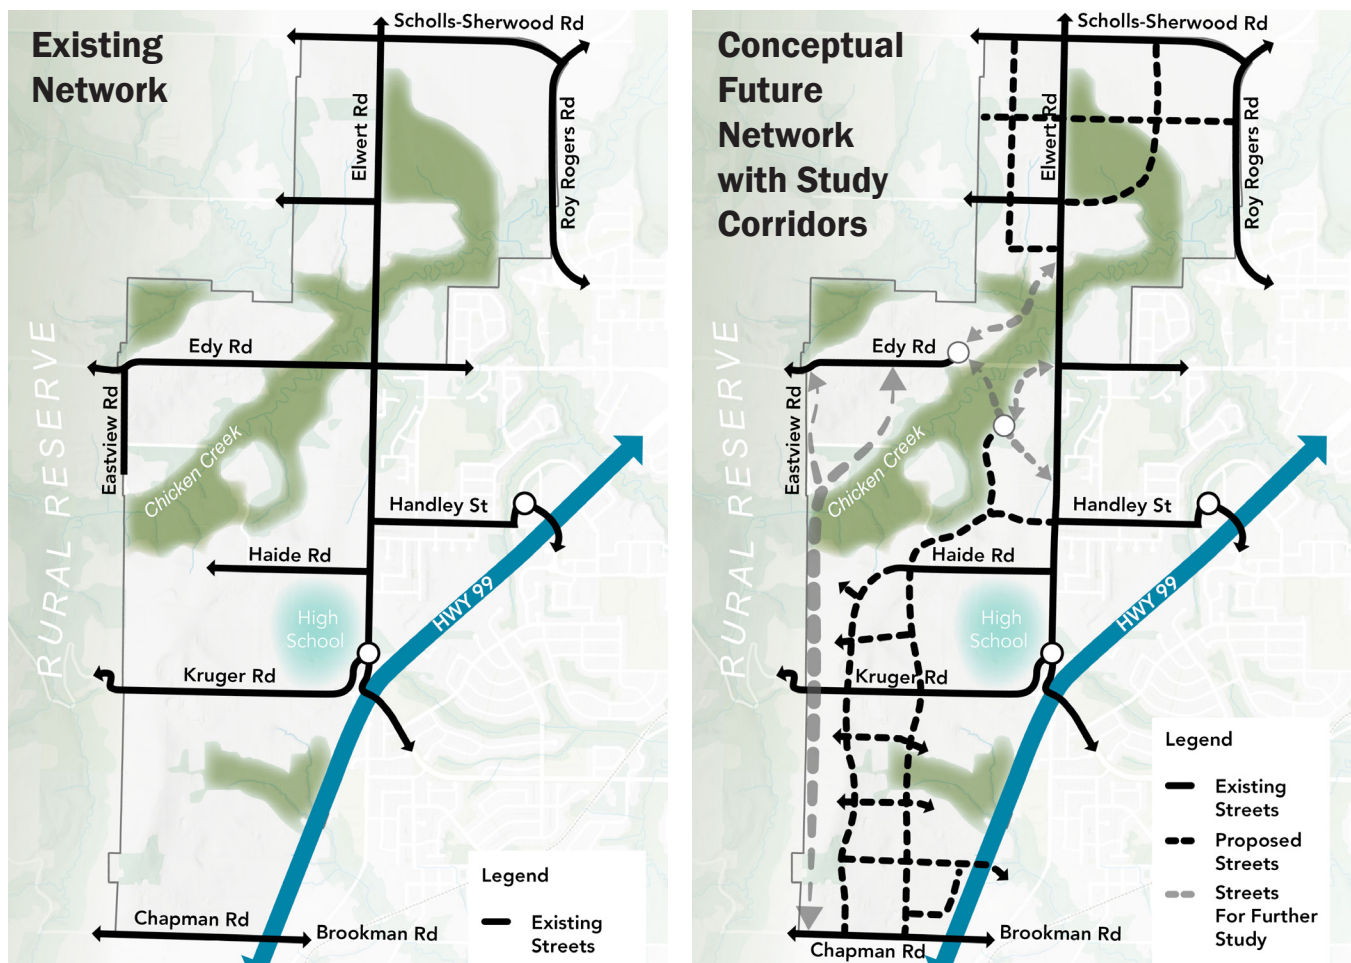 Existing
Network
Scholls-Sherwood Rd
Elwert Rd
Roy Rogers Rd
Edy Rd
Eastview Rd
RURAL RESERVE
Chicken Creek
Handley St
Haide Rd
High
School
HWY 99
Kruger Rd
Chapman Rd
Brookman Rd
Legend
Existing
Streets
Conceptual
Future
Network
with Study
Corridors
Scholls-Sherwood Rd
Elwert Rd
Roy Rogers Rd
Edy Rd
Eastview Rd
RURAL RESERVE
Chicken Creek
Handley St
Haide Rd
High
School
HWY 99
Kruger Rd
Chapman Rd
Brookman Rd
Legend
Existing
Streets
Proposed
Streets
Streets
For Further
Study